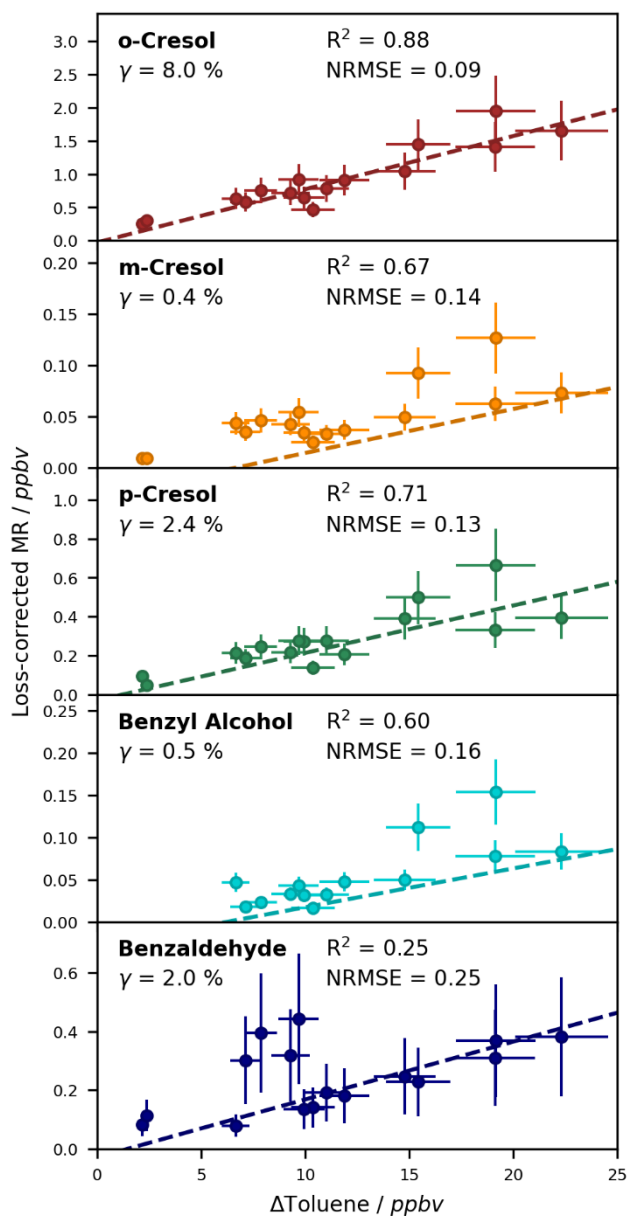 o-Cresol
R² = 0.88
γ = 8.0 %
NRMSE = 0.09
3.0
2.5
2.0
1.5
1.0
0.5
0.0
m-Cresol
R² = 0.67
γ = 0.4 %
NRMSE = 0.14
0.20
0.15
0.10
0.05
0.00
p-Cresol
R² = 0.71
γ = 2.4 %
NRMSE = 0.13
1.0
0.8
0.6
0.4
0.2
0.0
Benzyl Alcohol
R² = 0.60
γ = 0.5 %
NRMSE = 0.16
0.25
0.20
0.15
0.10
0.05
0.00
Benzaldehyde
R² = 0.25
γ = 2.0 %
NRMSE = 0.25
0.6
0.4
0.2
0.0
Loss-corrected MR / ppbv
0 5 10 15 20 25
ΔToluene / ppbv